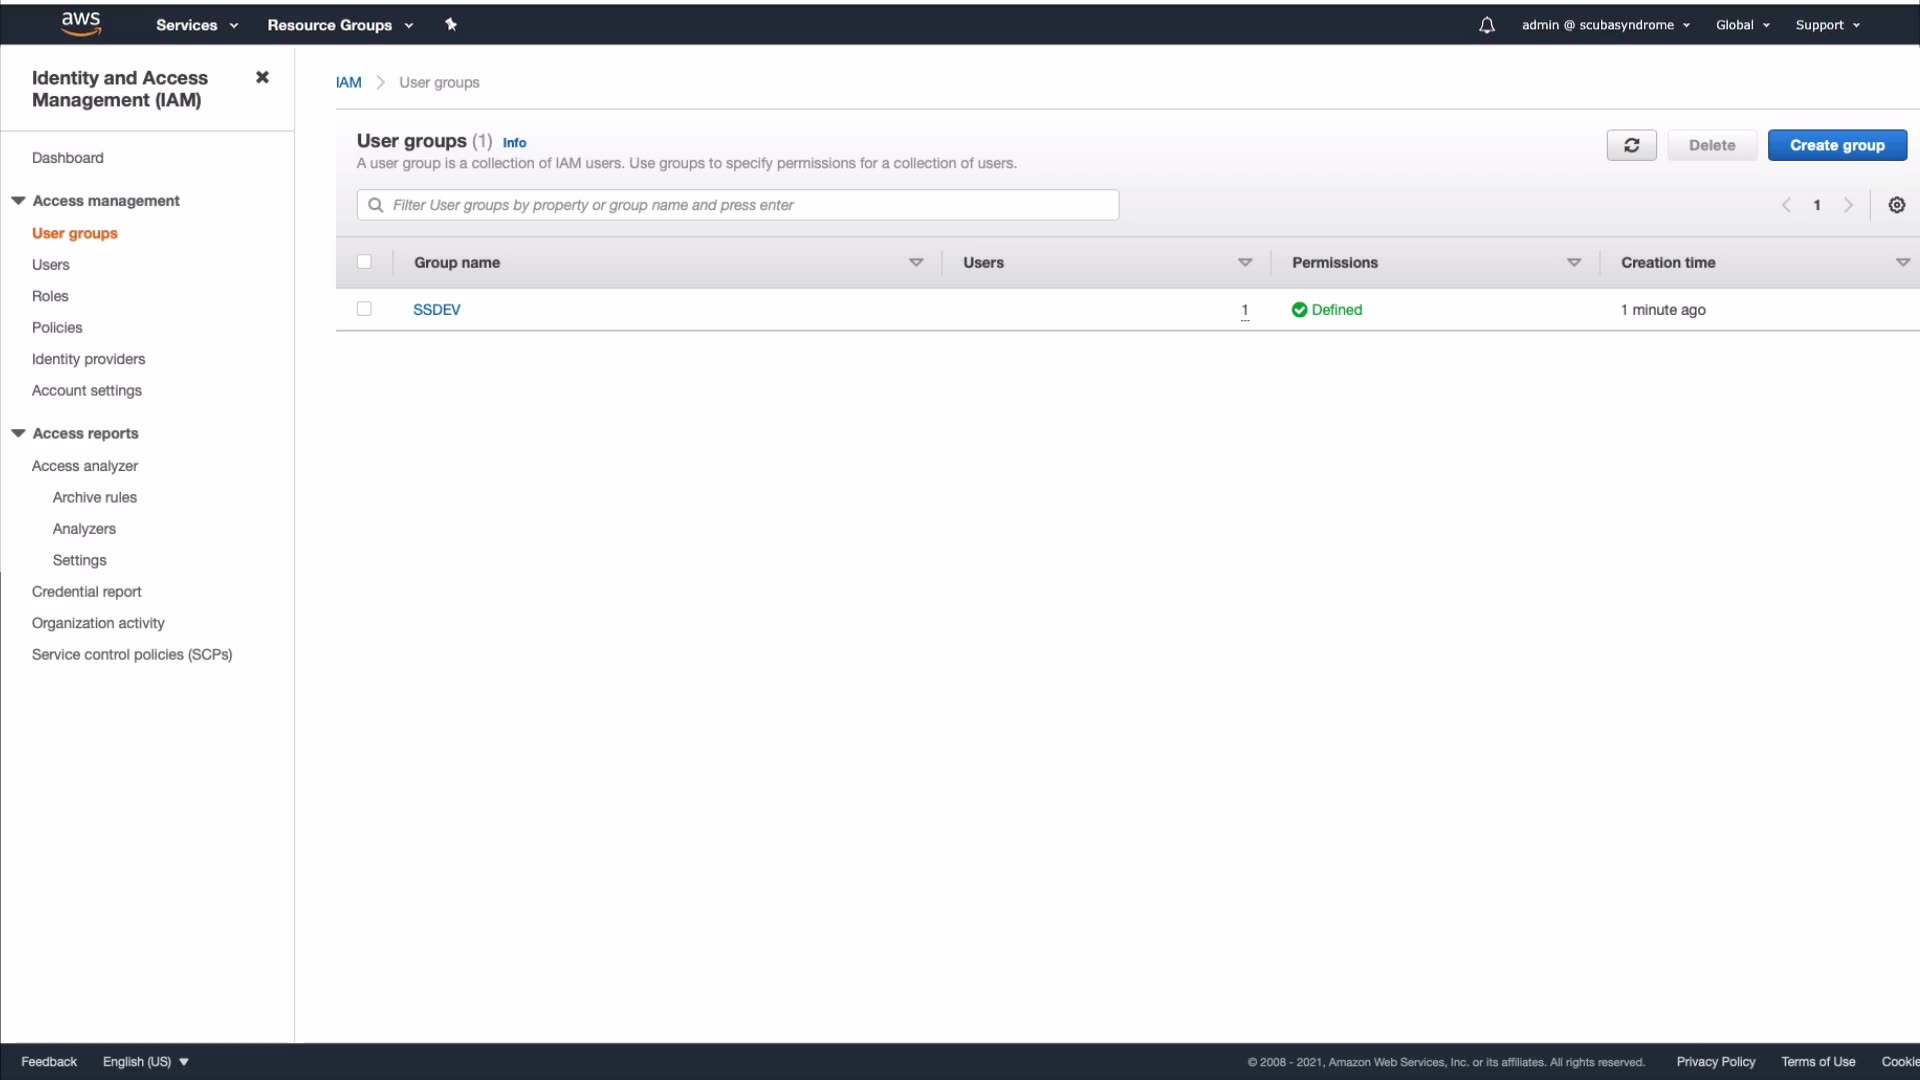 aws
Services
Resource Groups
admin @ scubasyndrome
Global
Support
Identity and Access
Management (IAM)
Dashboard
Access management
User groups
Users
Roles
Policies
Identity providers
Account settings
Access reports
Access analyzer
Archive rules
Analyzers
Settings
Credential report
Organization activity
Service control policies (SCPs)
IAM
User groups
User groups (1) Info
A user group is a collection of IAM users. Use groups to specify permissions for a collection of users.
Delete
Create group
Filter User groups by property or group name and press enter
1
Group name
Users
Permissions
Creation time
SSDEV
1
Defined
1 minute ago
Feedback
English (US)
© 2008 - 2021, Amazon Web Services, Inc. or its affiliates. All rights reserved.
Privacy Policy
Terms of Use
Cookie